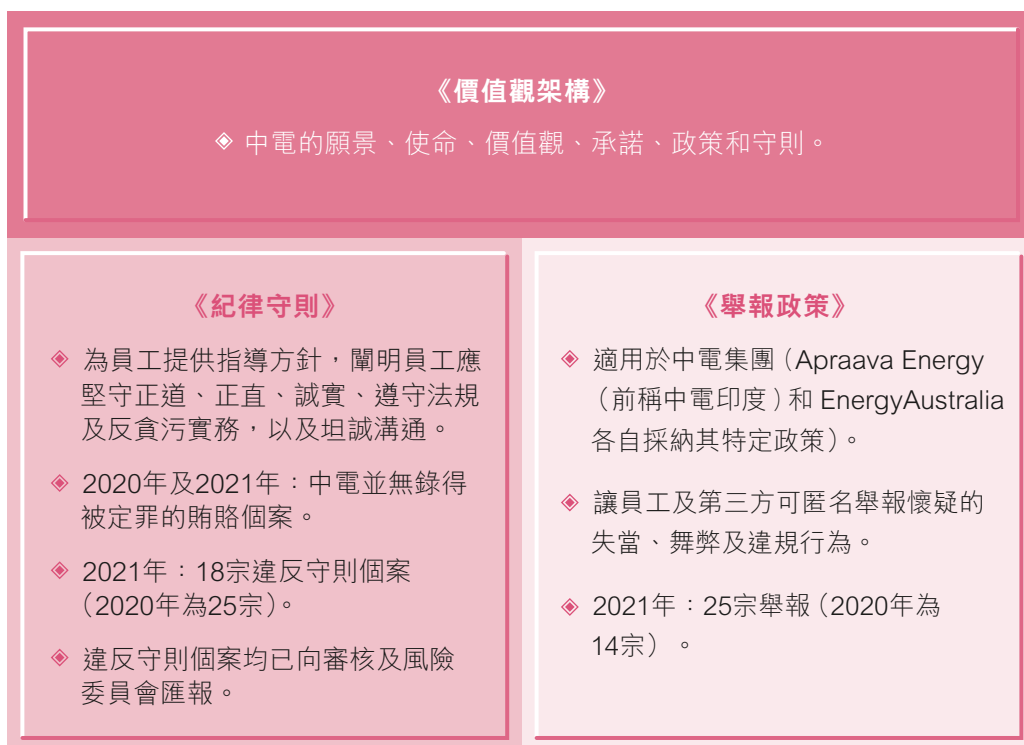 《價值觀架構》
◈ 中電的願景、使命、價值觀、承諾、政策和守則。
《紀律守則》
◈ 為員工提供指導方針，闡明員工應
堅守正道、正直、誠實、遵守法規
及反貪污實務，以及坦誠溝通。
◈ 2020年及2021年：中電並無錄得
被定罪的賄賂個案。
◈ 2021年：18宗違反守則個案
（2020年為25宗）。
◈ 違反守則個案均已向審核及風險
委員會匯報。
《舉報政策》
◈ 適用於中電集團（Apraava Energy
（前稱中電印度）和 EnergyAustralia
各自採納其特定政策）。
◈ 讓員工及第三方可匿名舉報懷疑的
失當、舞弊及違規行為。
◈ 2021年：25宗舉報（2020年為
14宗）。